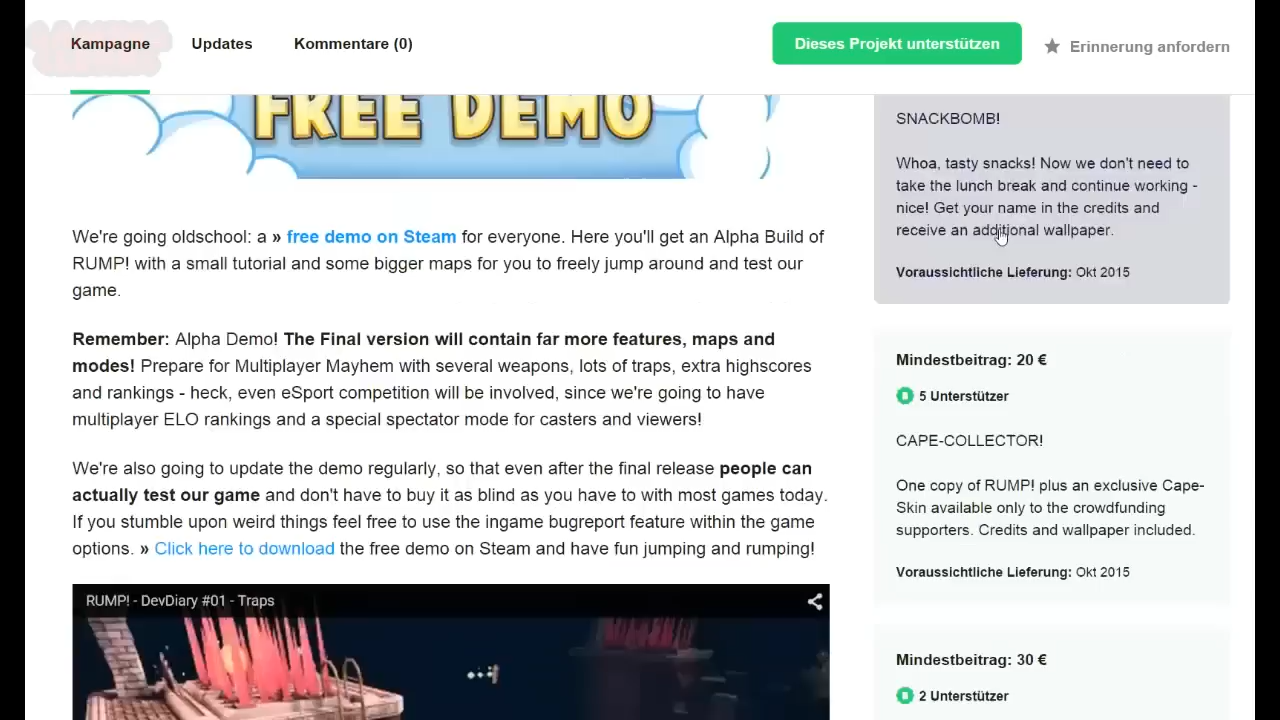 Kampagne
Updates
Kommentare (0)
Dieses Projekt unterstützen
Erinnerung anfordern
FREE DEMO
We're going oldschool: a » free demo on Steam for everyone. Here you'll get an Alpha Build of
RUMP! with a small tutorial and some bigger maps for you to freely jump around and test our
game.
Remember: Alpha Demo! The Final version will contain far more features, maps and
modes! Prepare for Multiplayer Mayhem with several weapons, lots of traps, extra highscores
and rankings - heck, even eSport competition will be involved, since we're going to have
multiplayer ELO rankings and a special spectator mode for casters and viewers!
We're also going to update the demo regularly, so that even after the final release people can
actually test our game and don't have to buy it as blind as you have to with most games today.
If you stumble upon weird things feel free to use the ingame bugreport feature within the game
options. » Click here to download the free demo on Steam and have fun jumping and rumping!
RUMP! - DevDiary #01 - Traps
SNACKBOMB!
Whoa, tasty snacks! Now we don't need to
take the lunch break and continue working -
nice! Get your name in the credits and
receive an additional wallpaper.
Voraussichtliche Lieferung: Okt 2015
Mindestbeitrag: 20 €
5 Unterstützer
CAPE-COLLECTOR!
One copy of RUMP! plus an exclusive Cape-
Skin available only to the crowdfunding
supporters. Credits and wallpaper included.
Voraussichtliche Lieferung: Okt 2015
Mindestbeitrag: 30 €
2 Unterstützer